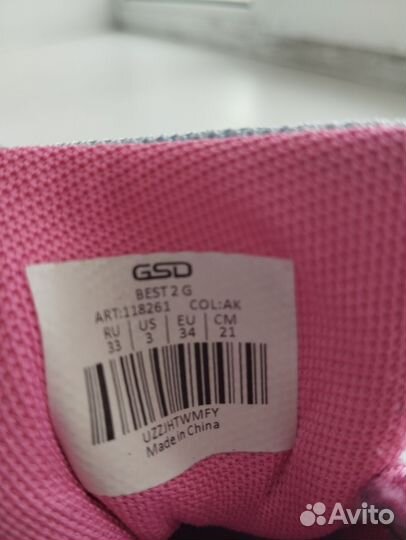 GSD
BEST 2 G
ART:118261 COL:AK
RU US EU CM
33 3 34 21
UZZJHTWMFY
Made in China
Avito